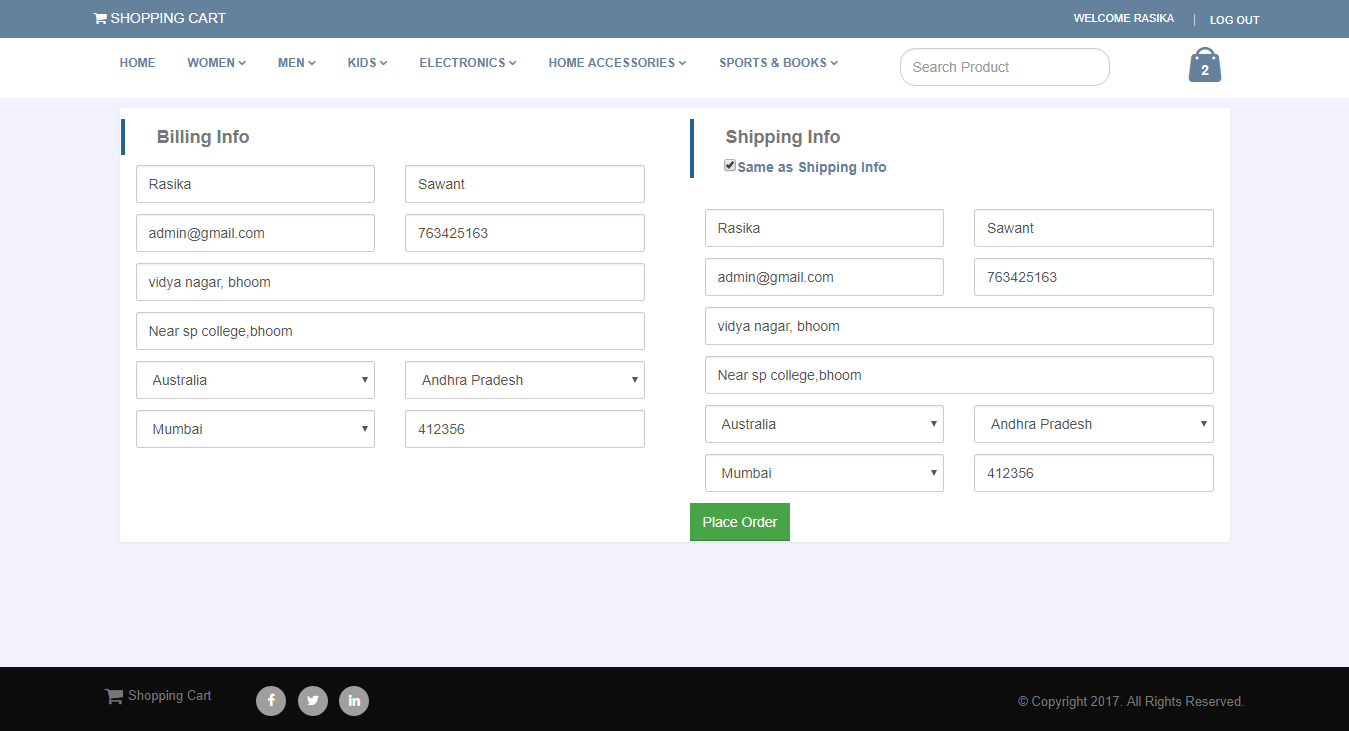 SHOPPING CART
WELCOME RASIKA | LOG OUT
HOME WOMEN MEN KIDS ELECTRONICS HOME ACCESSORIES SPORTS & BOOKS Search Product 2
Billing Info
Rasika Sawant
admin@gmail.com 763425163
vidya nagar, bhoom
Near sp college,bhoom
Australia Andhra Pradesh
Mumbai 412356
Shipping Info
Same as Shipping Info
Rasika Sawant
admin@gmail.com 763425163
vidya nagar, bhoom
Near sp college,bhoom
Australia Andhra Pradesh
Mumbai 412356
Place Order
Shopping Cart
© Copyright 2017. All Rights Reserved.